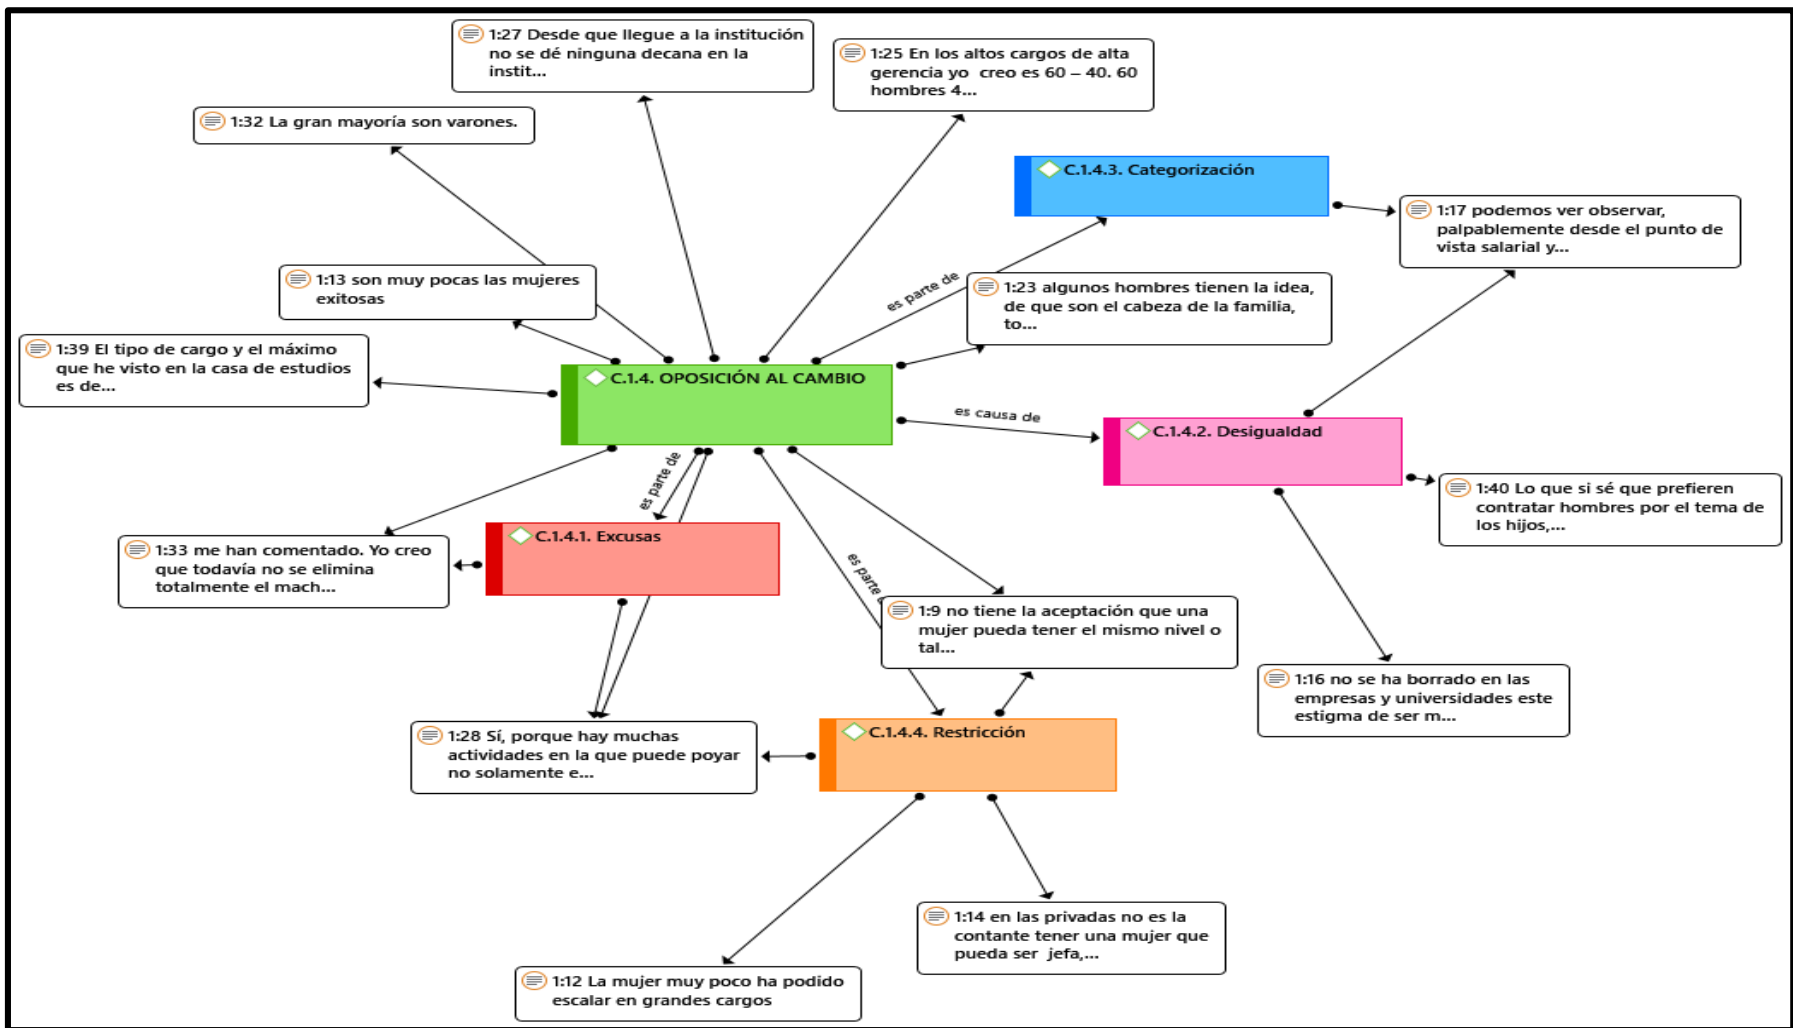 1:27 Desde que llegue a la institución
no se dé ninguna decana en la
instit...
1:25 En los altos cargos de alta
gerencia yo creo es 60 – 40. 60
hombres 4...
1:32 La gran mayoría son varones.
C.1.4.3. Categorización
1:17 podemos ver observar,
palpablemente desde el punto de
vista salarial y...
1:13 son muy pocas las mujeres
exitosas
es parte de
1:23 algunos hombres tienen la idea,
de que son el cabeza de la familia,
to...
1:39 El tipo de cargo y el máximo
que he visto en la casa de estudios
es de...
C.1.4. OPOSICIÓN AL CAMBIO
es causa de
C.1.4.2. Desigualdad
es parte de
1:40 Lo que si sé que prefieren
contratar hombres por el tema de
los hijos,...
C.1.4.1. Excusas
1:33 me han comentado. Yo creo
que todavía no se elimina
totalmente el mach...
es parte
1:9 no tiene la aceptación que una
mujer pueda tener el mismo nivel o
tal...
1:16 no se ha borrado en las
empresas y universidades este
estigma de ser m...
1:28 Sí, porque hay muchas
actividades en la que puede poyar
no solamente e...
C.1.4.4. Restricción
1:14 en las privadas no es la
contante tener una mujer que
pueda ser jefa,...
1:12 La mujer muy poco ha podido
escalar en grandes cargos